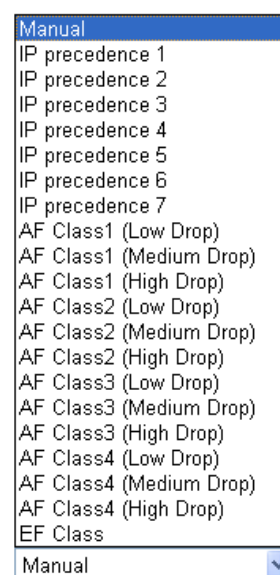 Manual
IP precedence 1
IP precedence 2
IP precedence 3
IP precedence 4
IP precedence 5
IP precedence 6
IP precedence 7
AF Class1 (Low Drop)
AF Class1 (Medium Drop)
AF Class1 (High Drop)
AF Class2 (Low Drop)
AF Class2 (Medium Drop)
AF Class2 (High Drop)
AF Class3 (Low Drop)
AF Class3 (Medium Drop)
AF Class3 (High Drop)
AF Class4 (Low Drop)
AF Class4 (Medium Drop)
AF Class4 (High Drop)
EF Class
Manual